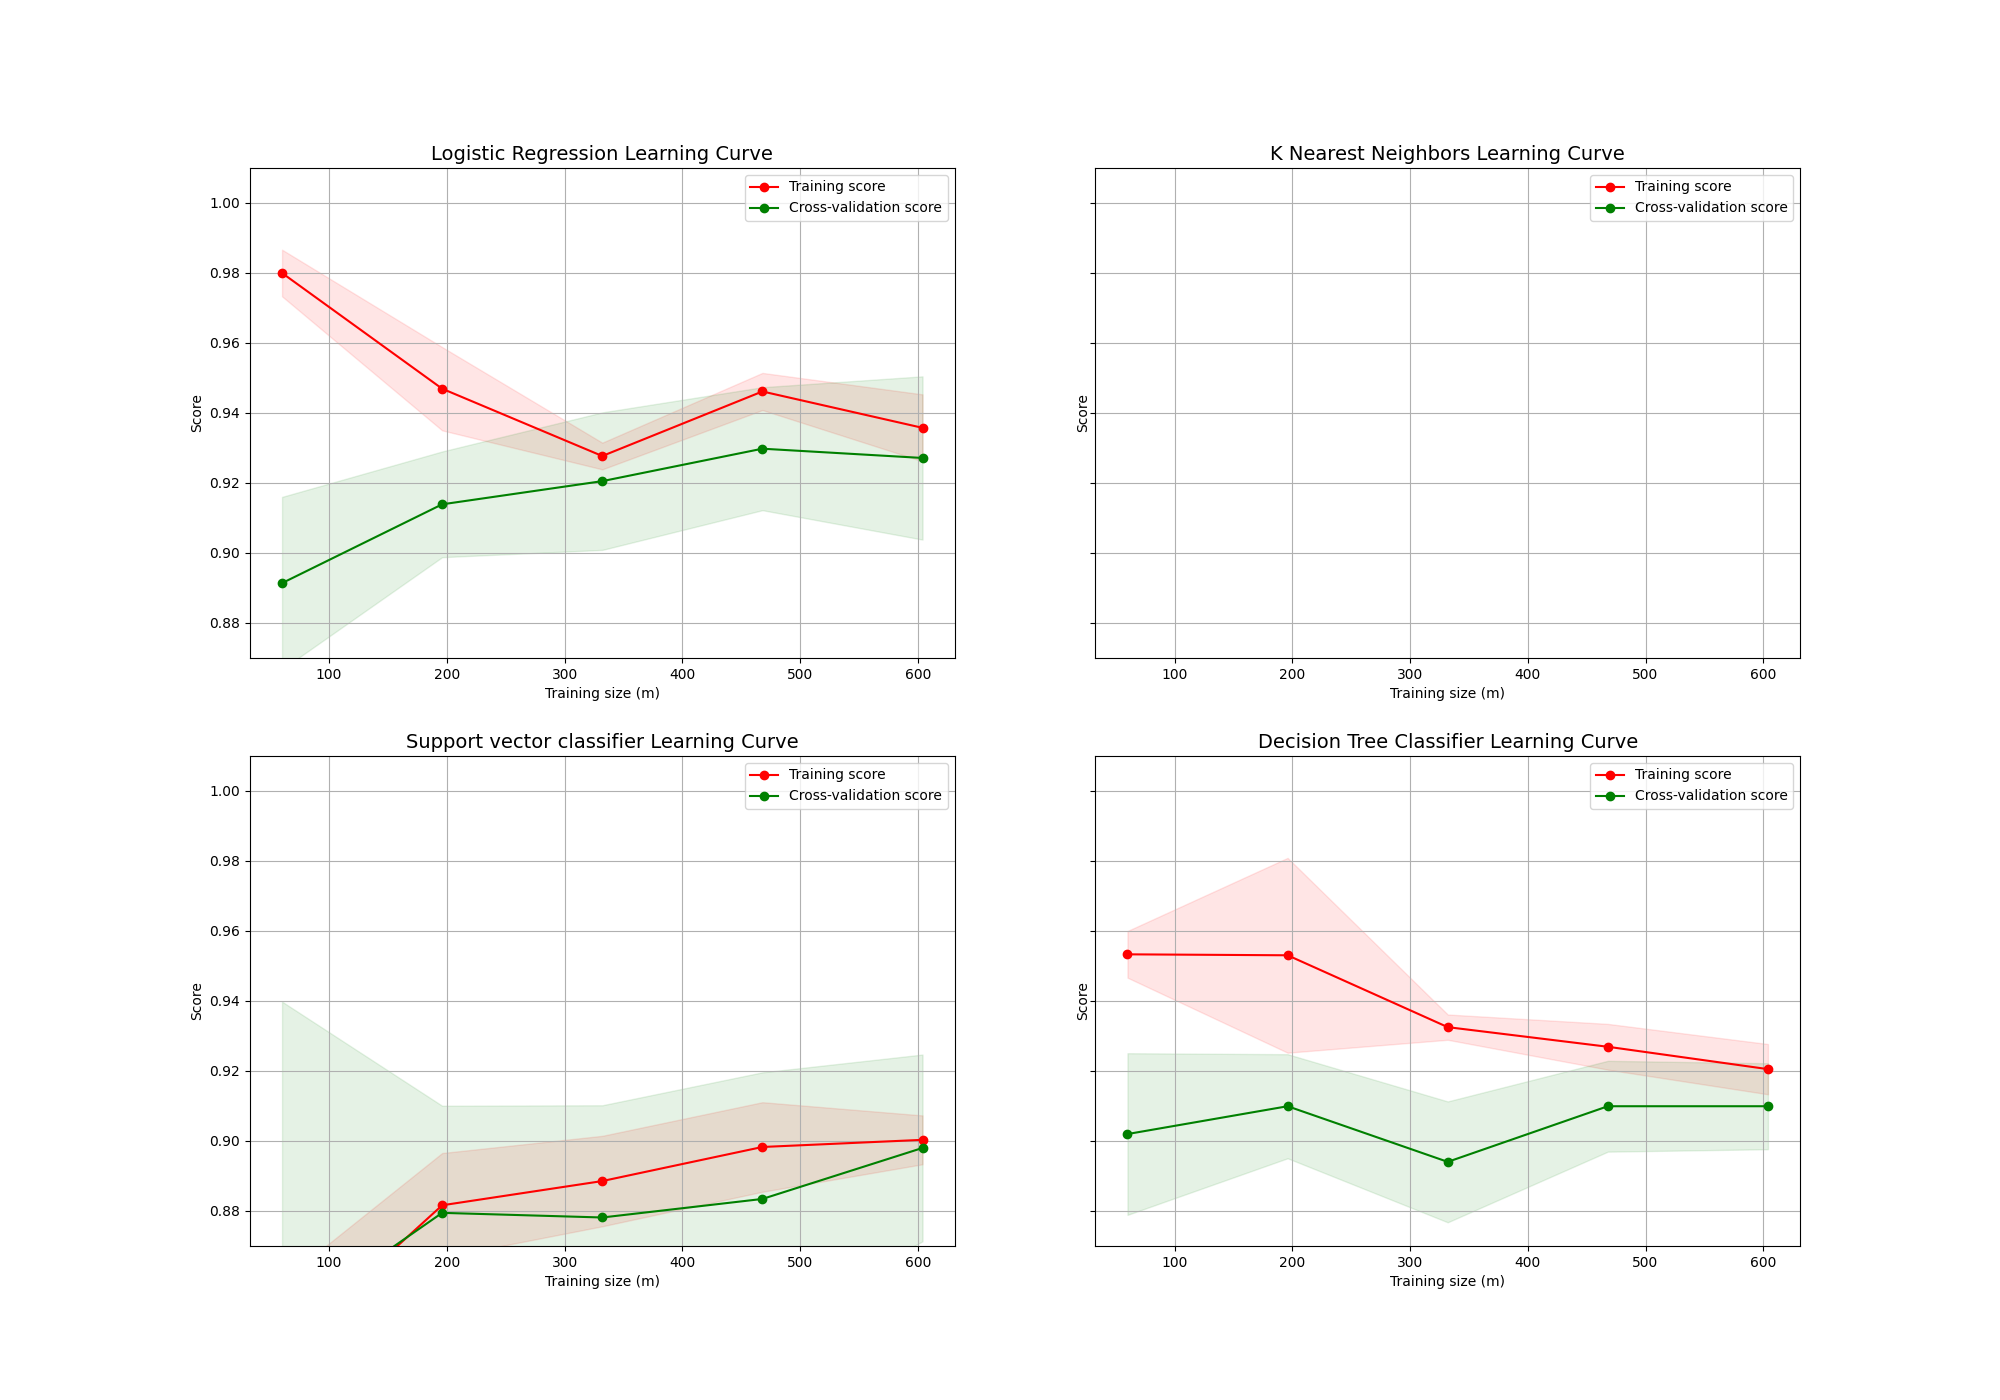 Logistic Regression Learning Curve
Training score
Cross-validation score
1.00
0.98
0.96
0.94
0.92
0.90
0.88
Score
100 200 300 400 500 600
Training size (m)
K Nearest Neighbors Learning Curve
Training score
Cross-validation score
Score
100 200 300 400 500 600
Training size (m)
Support vector classifier Learning Curve
Training score
Cross-validation score
1.00
0.98
0.96
0.94
0.92
0.90
0.88
Score
100 200 300 400 500 600
Training size (m)
Decision Tree Classifier Learning Curve
Training score
Cross-validation score
Score
100 200 300 400 500 600
Training size (m)